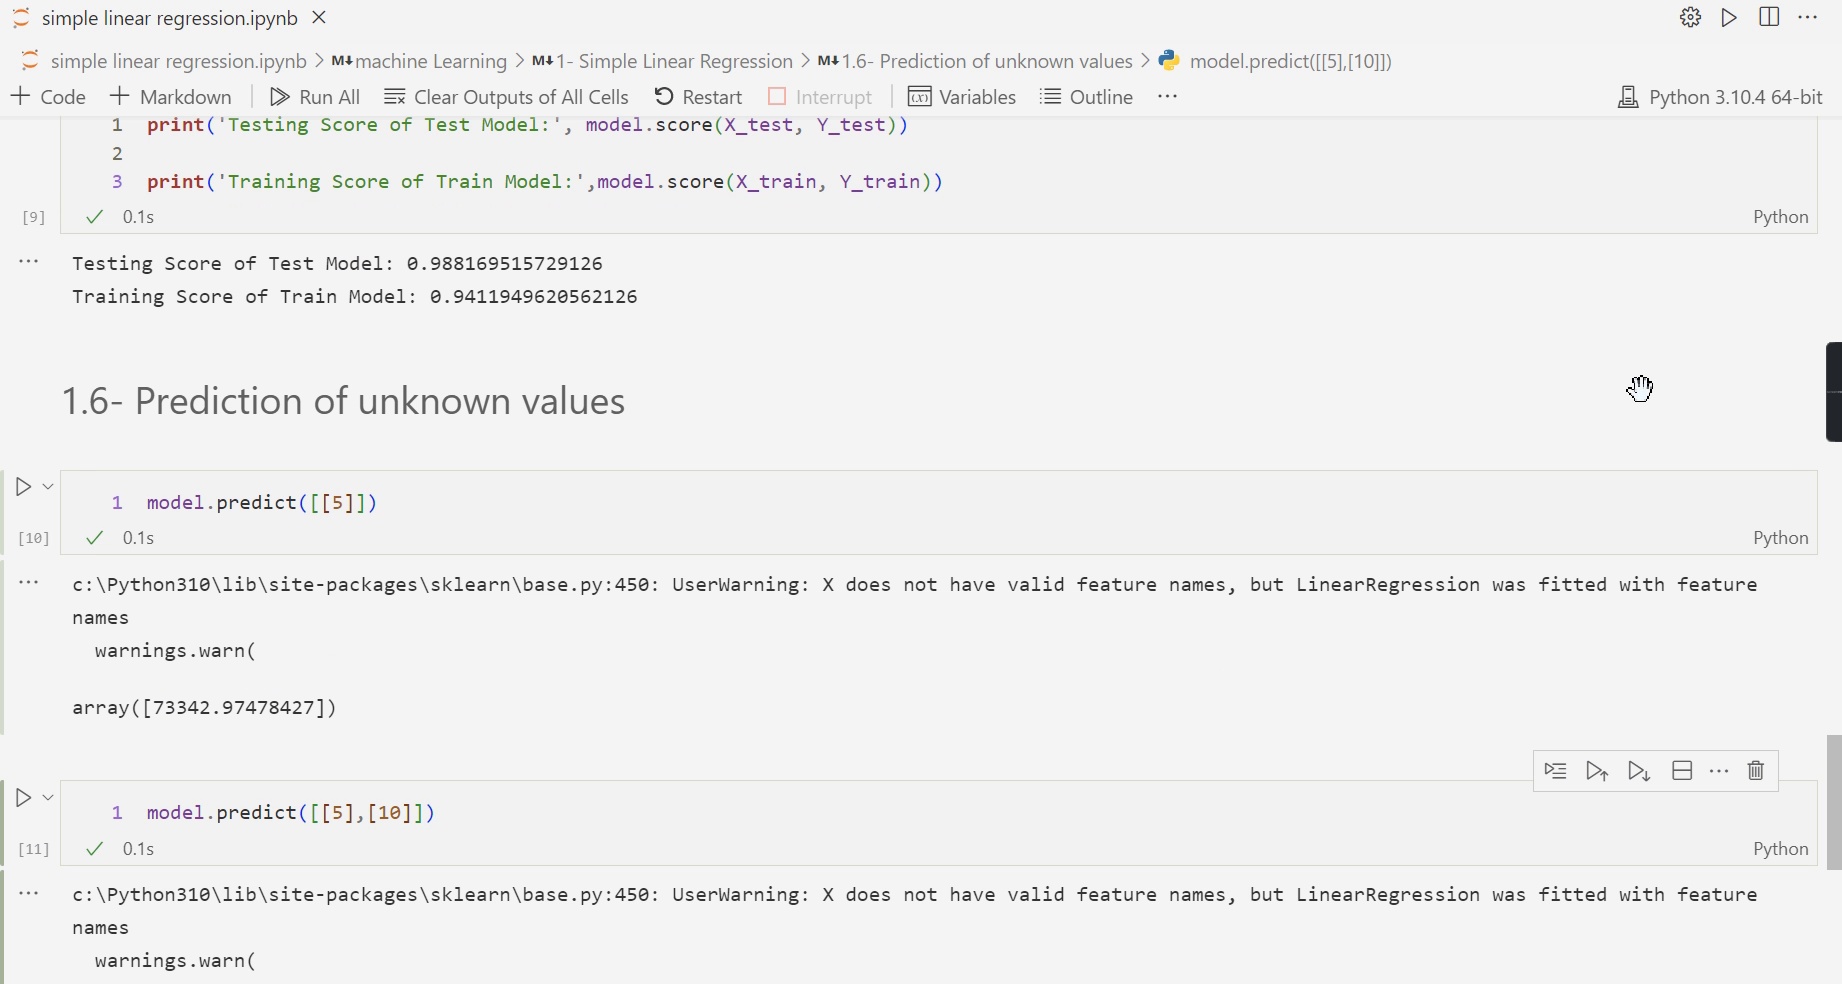 simple linear regression.ipynb
simple linear regression.ipynb > M↓ machine Learning > M↓ 1- Simple Linear Regression > M↓ 1.6- Prediction of unknown values > model.predict([[5],[10]])
+ Code + Markdown Run All Clear Outputs of All Cells Restart Interrupt Variables Outline ··· Python 3.10.4 64-bit
1 print('Testing Score of Test Model:', model.score(X_test, Y_test))
2
3 print('Training Score of Train Model:',model.score(X_train, Y_train))
[9] 0.1s Python
Testing Score of Test Model: 0.988169515729126
Training Score of Train Model: 0.9411949620562126
1.6- Prediction of unknown values
1 model.predict([[5]])
[10] 0.1s Python
c:\Python310\lib\site-packages\sklearn\base.py:450: UserWarning: X does not have valid feature names, but LinearRegression was fitted with feature
names
warnings.warn(
array([73342.97478427])
1 model.predict([[5],[10]])
[11] 0.1s Python
c:\Python310\lib\site-packages\sklearn\base.py:450: UserWarning: X does not have valid feature names, but LinearRegression was fitted with feature
names
warnings.warn(